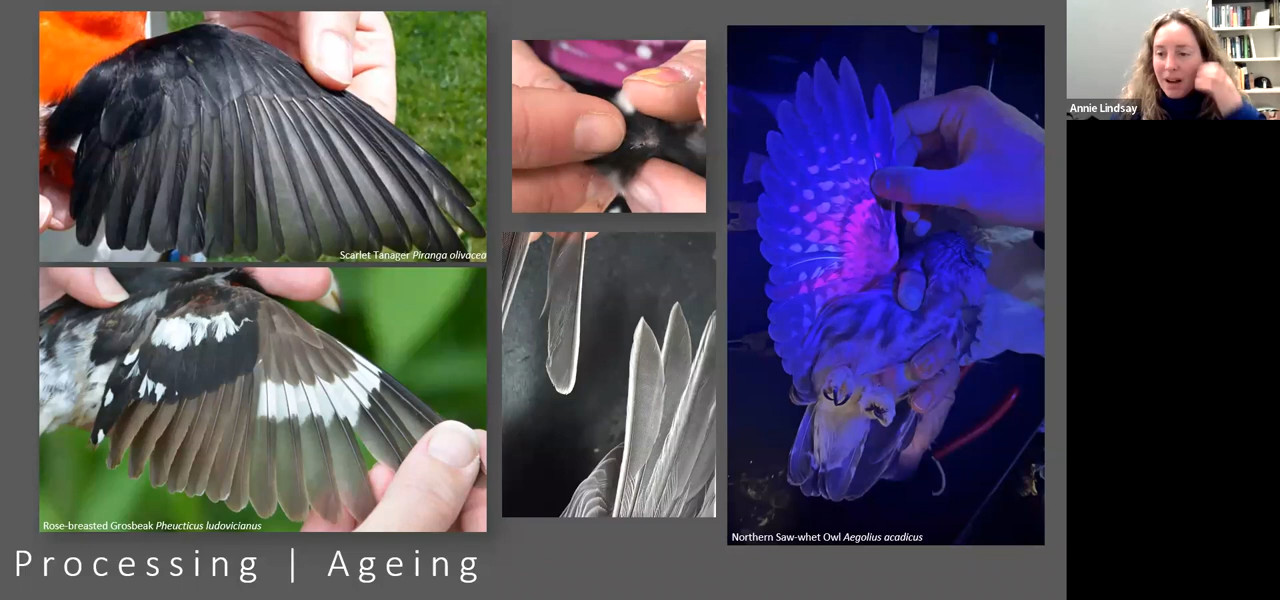 Scarlet Tanager Piranga olivacea
Rose-breasted Grosbeak Pheucticus ludovicianus
Northern Saw-whet Owl Aegolius acadicus
Processing | Ageing
Annie Lindsay